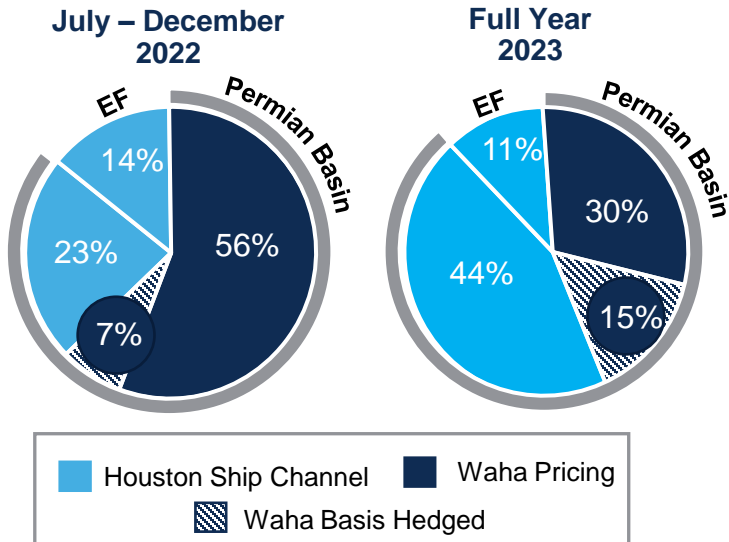 July – December
2022
EF
Permian Basin
14%
56%
23%
7%
Full Year
2023
EF
Permian Basin
11%
30%
44%
15%
Houston Ship Channel
Waha Pricing
Waha Basis Hedged